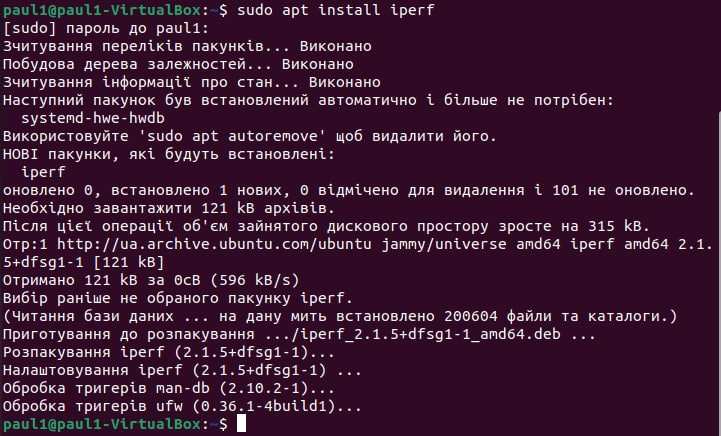 paul1@paul1-VirtualBox:~$ sudo apt install iperf
[sudo] пароль до paul1:
Зчитування переліків пакунків... Виконано
Побудова дерева залежностей... Виконано
Зчитування інформації про стан... Виконано
Наступний пакунок був встановлений автоматично і більше не потрібен:
  systemd-hwe-hwdb
Використовуйте 'sudo apt autoremove' щоб видалити його.
НОВІ пакунки, які будуть встановлені:
  iperf
оновлено 0, встановлено 1 нових, 0 відмічено для видалення і 101 не оновлено.
Необхідно завантажити 121 kB архівів.
Після цієї операції об'єм зайнятого дискового простору зросте на 315 kB.
Отр:1 http://ua.archive.ubuntu.com/ubuntu jammy/universe amd64 iperf amd64 2.1.
5+dfsg1-1 [121 kB]
Отримано 121 kB за 0сВ (596 kB/s)
Вибір раніше не обраного пакунку iperf.
(Читання бази даних ... на дану мить встановлено 200604 файли та каталоги.)
Приготування до розпакування .../iperf_2.1.5+dfsg1-1_amd64.deb ...
Розпакування iperf (2.1.5+dfsg1-1)...
Налаштовування iperf (2.1.5+dfsg1-1) ...
Обробка тригерів man-db (2.10.2-1)...
Обробка тригерів ufw (0.36.1-4build1)...
paul1@paul1-VirtualBox:~$